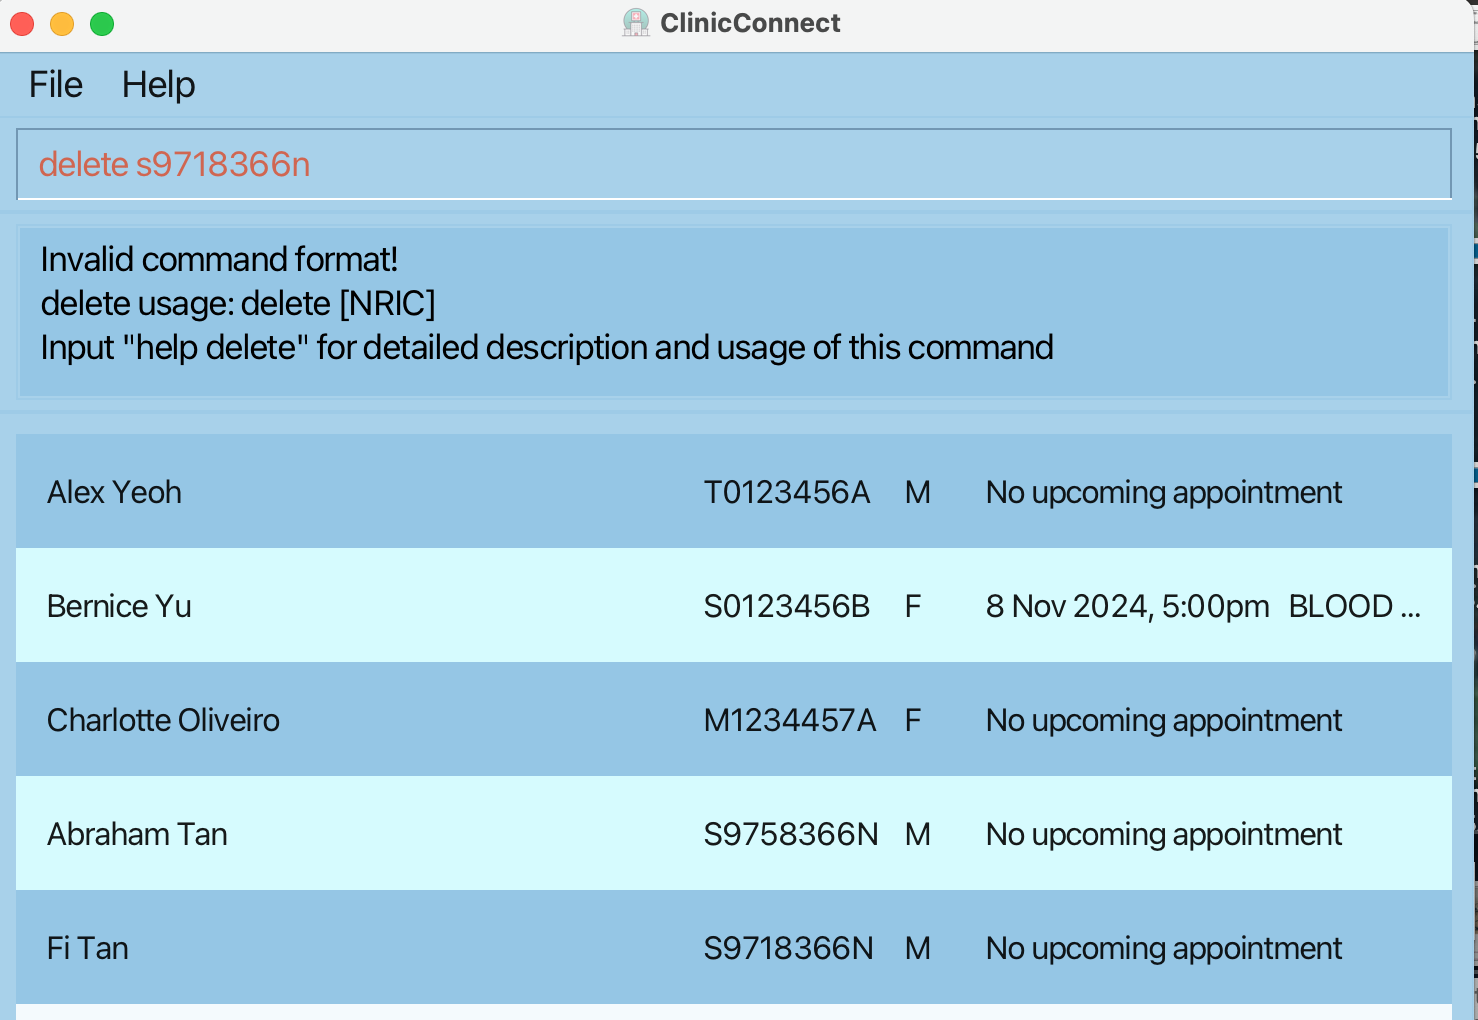 ClinicConnect
File Help
delete s9718366n
Invalid command format!
delete usage: delete [NRIC]
Input "help delete" for detailed description and usage of this command
Alex Yeoh T0123456A M No upcoming appointment
Bernice Yu S0123456B F 8 Nov 2024, 5:00pm BLOOD ...
Charlotte Oliveiro M1234457A F No upcoming appointment
Abraham Tan S9758366N M No upcoming appointment
Fi Tan S9718366N M No upcoming appointment